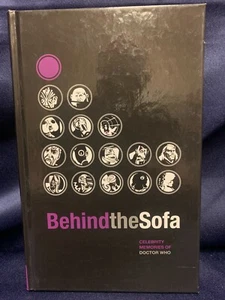 BehindtheSofa
CELEBRITY
MEMORIES OF
DOCTOR WHO